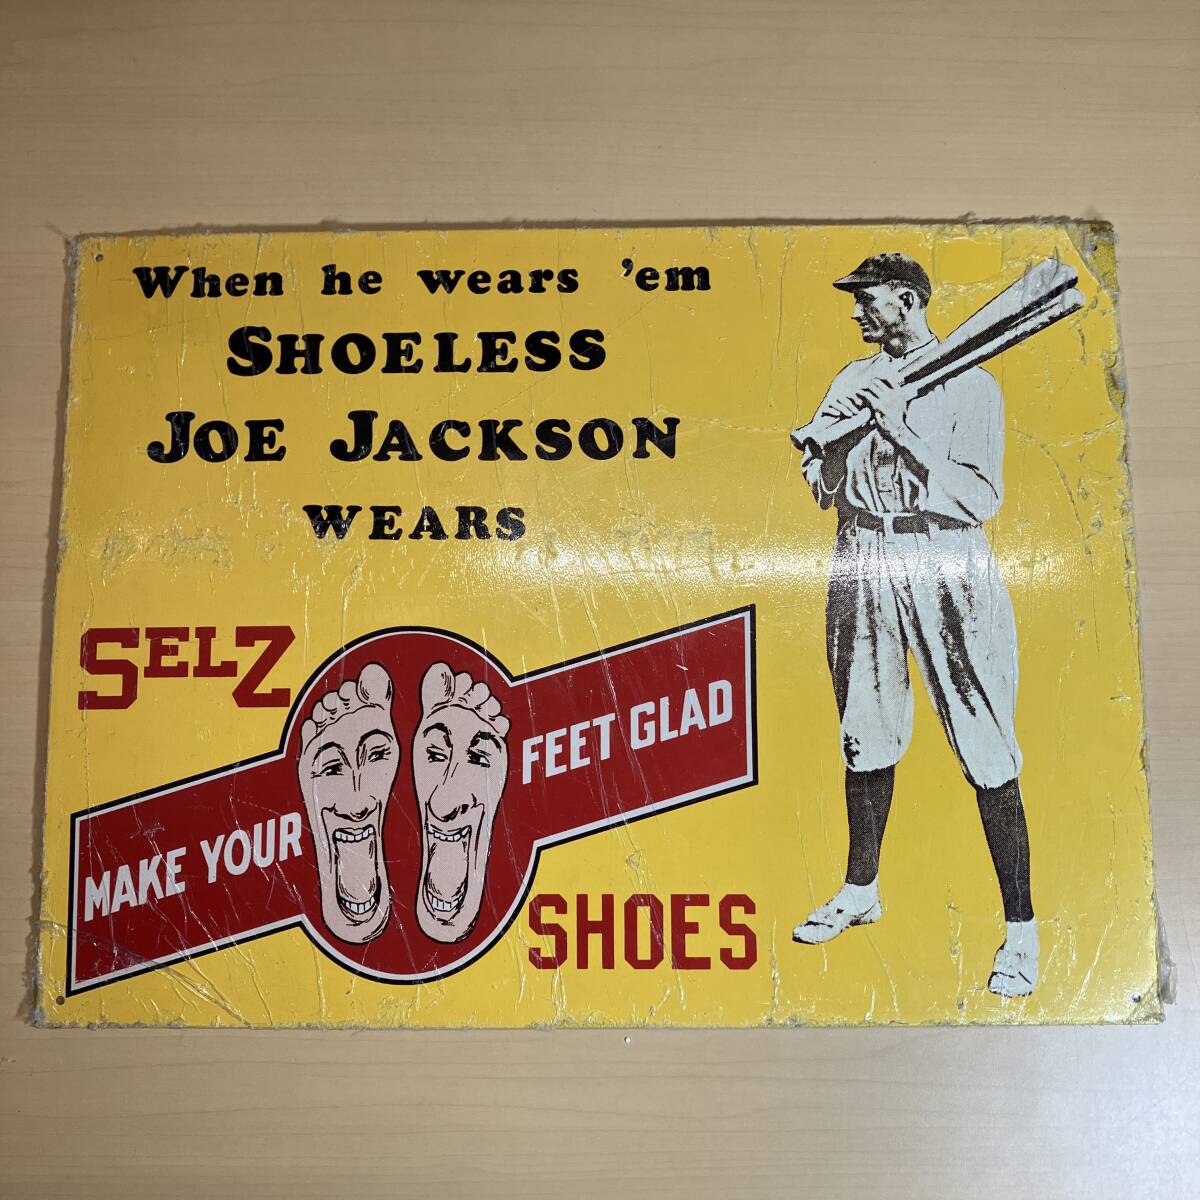 When he wears 'em
SHOELESS
JOE JACKSON
WEARS
SELZ
MAKE YOUR FEET GLAD
SHOES